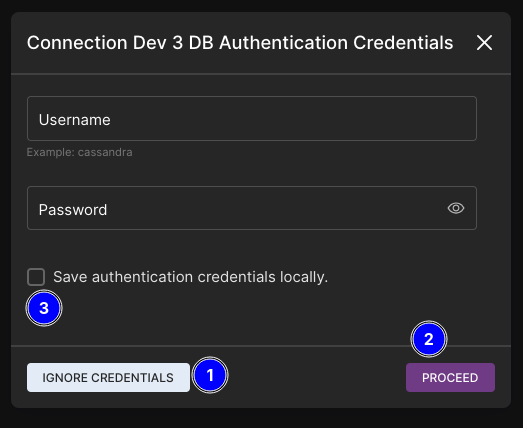 Connection Dev 3 DB Authentication Credentials
Username
Example: cassandra
Password
Save authentication credentials locally.
3
2
IGNORE CREDENTIALS 1 PROCEED